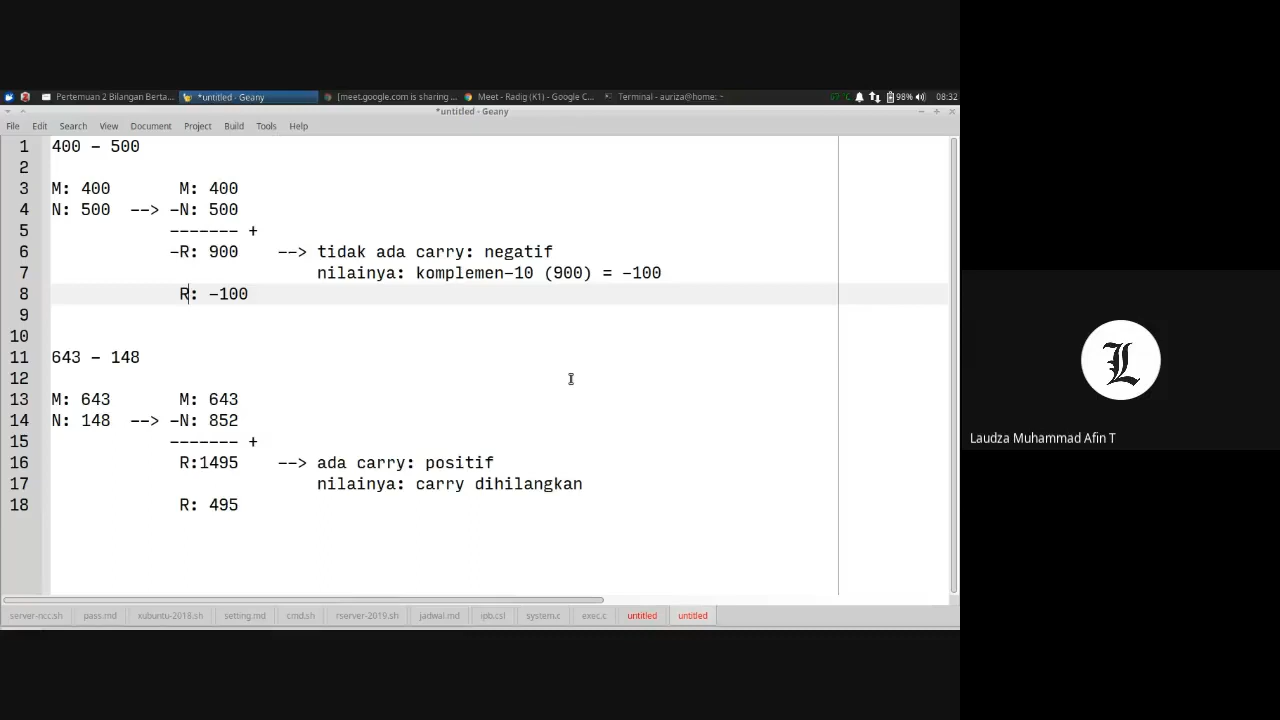 Pertemuan 2 Bilangan Berta... *untitled - Geany [meet.google.com is sharing ... Meet - Radig (K1) - Google C... Terminal - auriza@home: ~ 98% 08:32
*untitled - Geany
File Edit Search View Document Project Build Tools Help
1 400 - 500
2
3 M: 400 M: 400
4 N: 500 --> -N: 500
5 ------- +
6 -R: 900 --> tidak ada carry: negatif
7 nilainya: komplemen-10 (900) = -100
8 R: -100
9
10
11 643 - 148
12
13 M: 643 M: 643
14 N: 148 --> -N: 852
15 ------- +
16 R:1495 --> ada carry: positif
17 nilainya: carry dihilangkan
18 R: 495
server-ncc.sh pass.md xubuntu-2018.sh setting.md cmd.sh rserver-2019.sh jadwal.md ipb.csl system.c exec.c untitled untitled
L
Laudza Muhammad Afin T